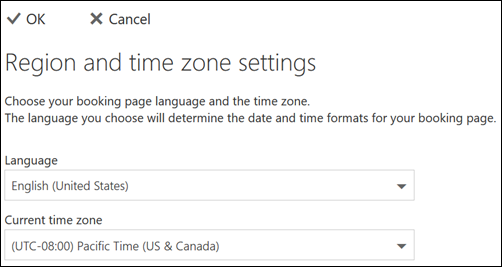 OK Cancel
Region and time zone settings
Choose your booking page language and the time zone.
The language you choose will determine the date and time formats for your booking page.
Language
English (United States)
Current time zone
(UTC-08:00) Pacific Time (US & Canada)